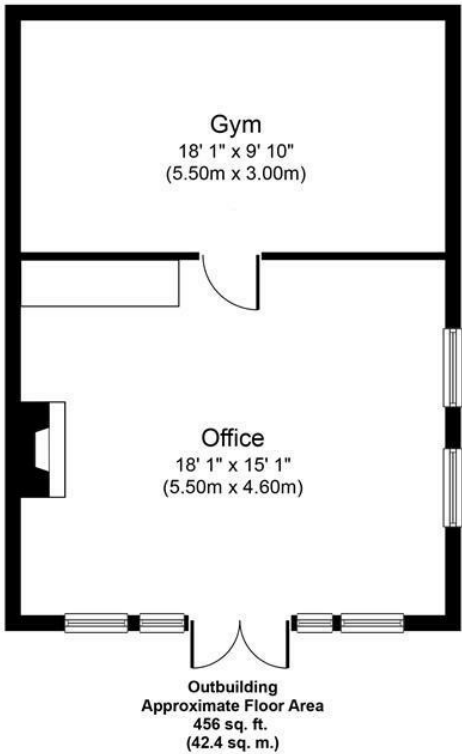 Gym
18' 1" x 9' 10"
(5.50m x 3.00m)
Office
18' 1" x 15' 1"
(5.50m x 4.60m)
Outbuilding
Approximate Floor Area
456 sq. ft.
(42.4 sq. m.)